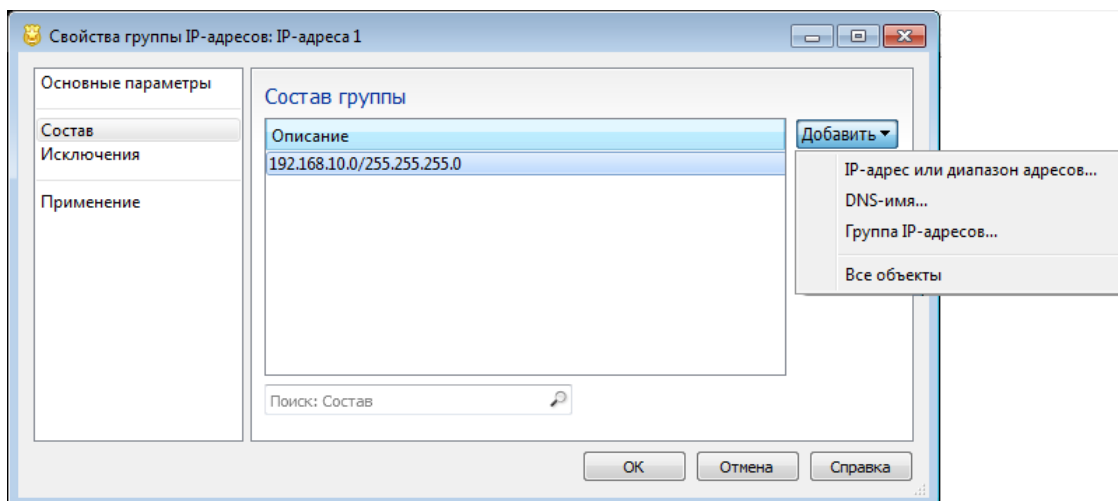 Свойства группы IP-адресов: IP-адреса 1
Основные параметры
Состав
Исключения
Применение
Состав группы
Описание
192.168.10.0/255.255.255.0
Добавить
IP-адрес или диапазон адресов...
DNS-имя...
Группа IP-адресов...
Все объекты
Поиск: Состав
ОК
Отмена
Справка